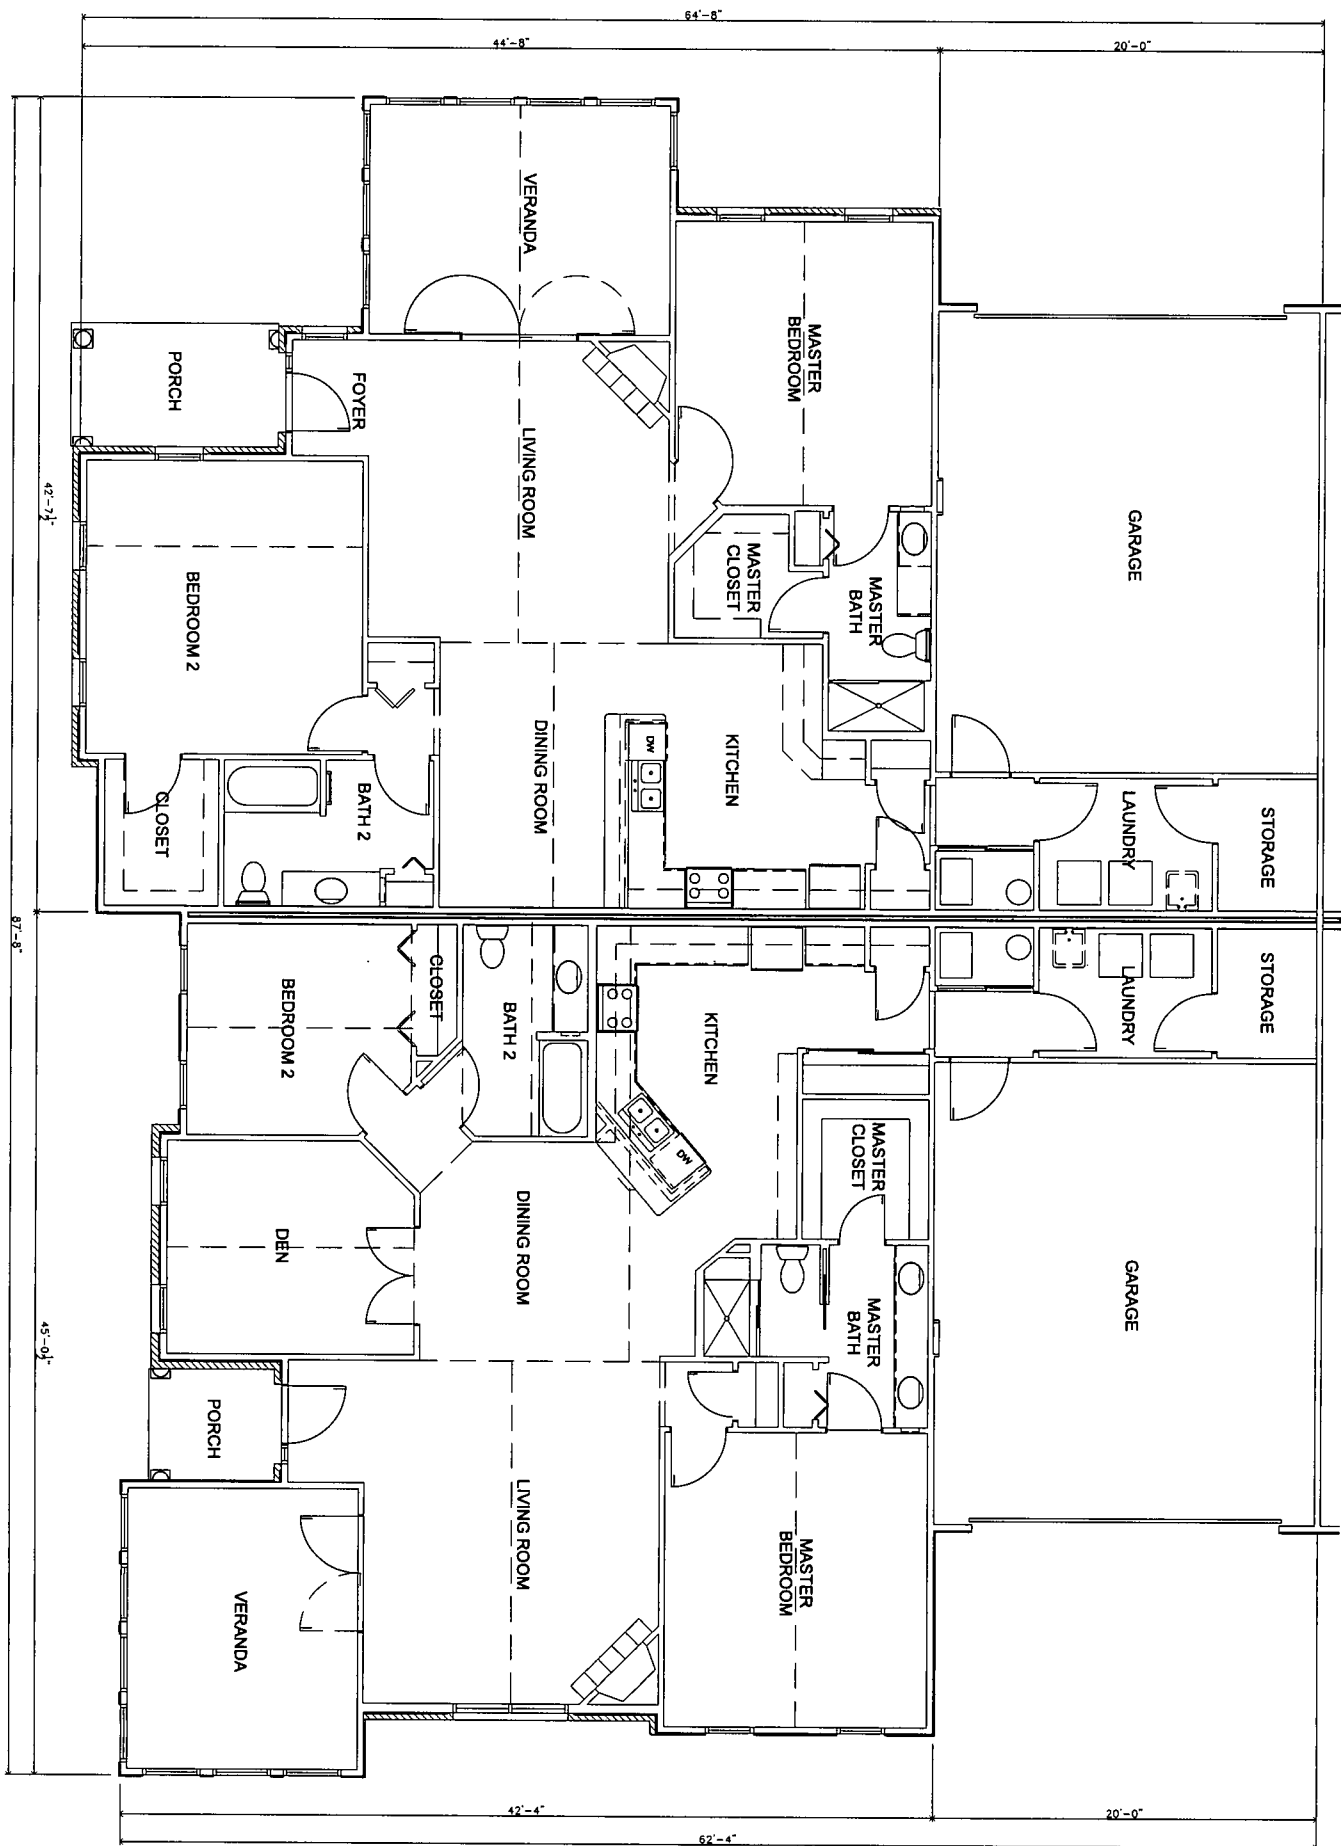 64'-8"
44'-8"
20'-0"
VERANDA
MASTER
BEDROOM
PORCH
FOYER
LIVING ROOM
GARAGE
42'-7½"
BEDROOM 2
MASTER
CLOSET
MASTER
BATH
DINING ROOM
DW
KITCHEN
CLOSET
BATH 2
LAUNDRY
STORAGE
87'-8"
BEDROOM 2
CLOSET
BATH 2
KITCHEN
LAUNDRY
STORAGE
DW
MASTER
CLOSET
DEN
DINING ROOM
GARAGE
MASTER
BATH
45'-0½"
PORCH
LIVING ROOM
MASTER
BEDROOM
VERANDA
42'-4"
20'-0"
62'-4"